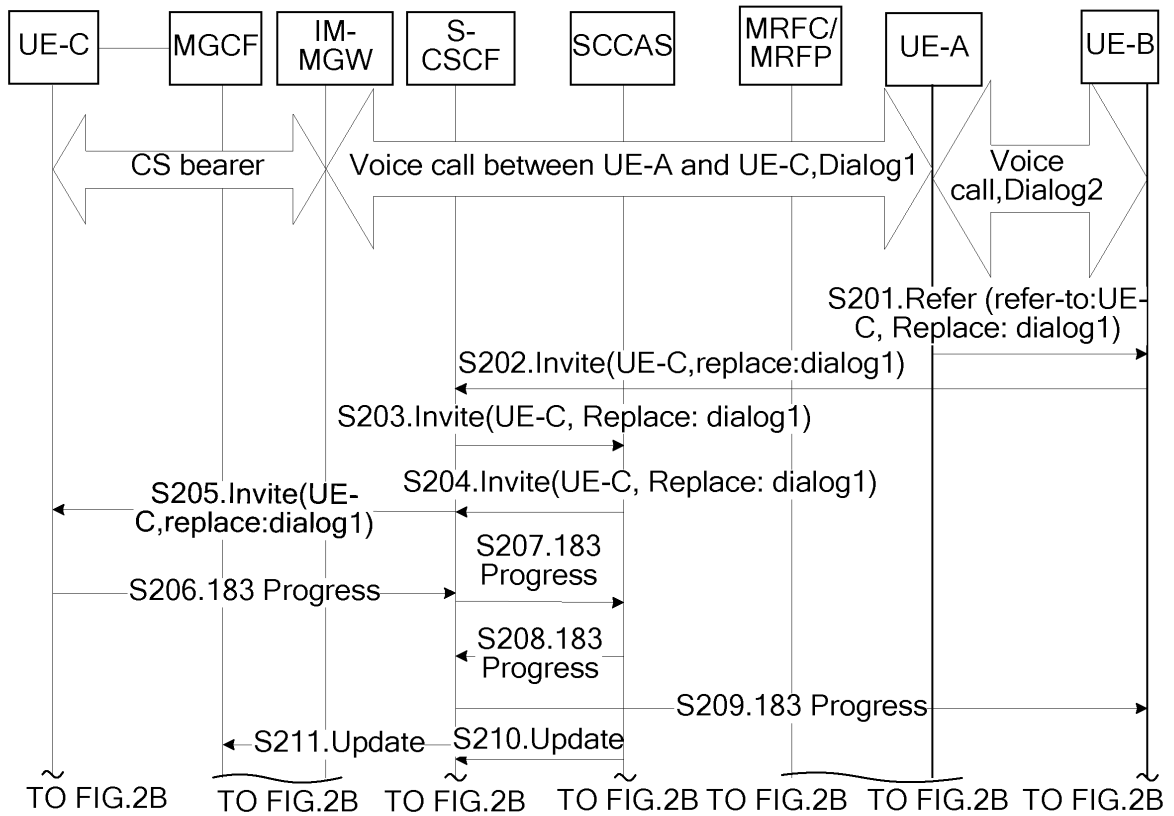 UE-C
MGCF
IM-
MGW
S-
CSCF
SCCAS
MRFC/
MRFP
UE-A
UE-B
CS bearer
Voice call between UE-A and UE-C,Dialog1
Voice
call,Dialog2
S201.Refer (refer-to:UE-
C, Replace: dialog1)
S202.Invite(UE-C,replace:dialog1)
S203.Invite(UE-C, Replace: dialog1)
S204.Invite(UE-C, Replace: dialog1)
S205.Invite(UE-
C,replace:dialog1)
S207.183
Progress
S206.183 Progress
S208.183
Progress
S209.183 Progress
S211.Update
S210.Update
TO FIG.2B
TO FIG.2B
TO FIG.2B
TO FIG.2B
TO FIG.2B
TO FIG.2B
TO FIG.2B